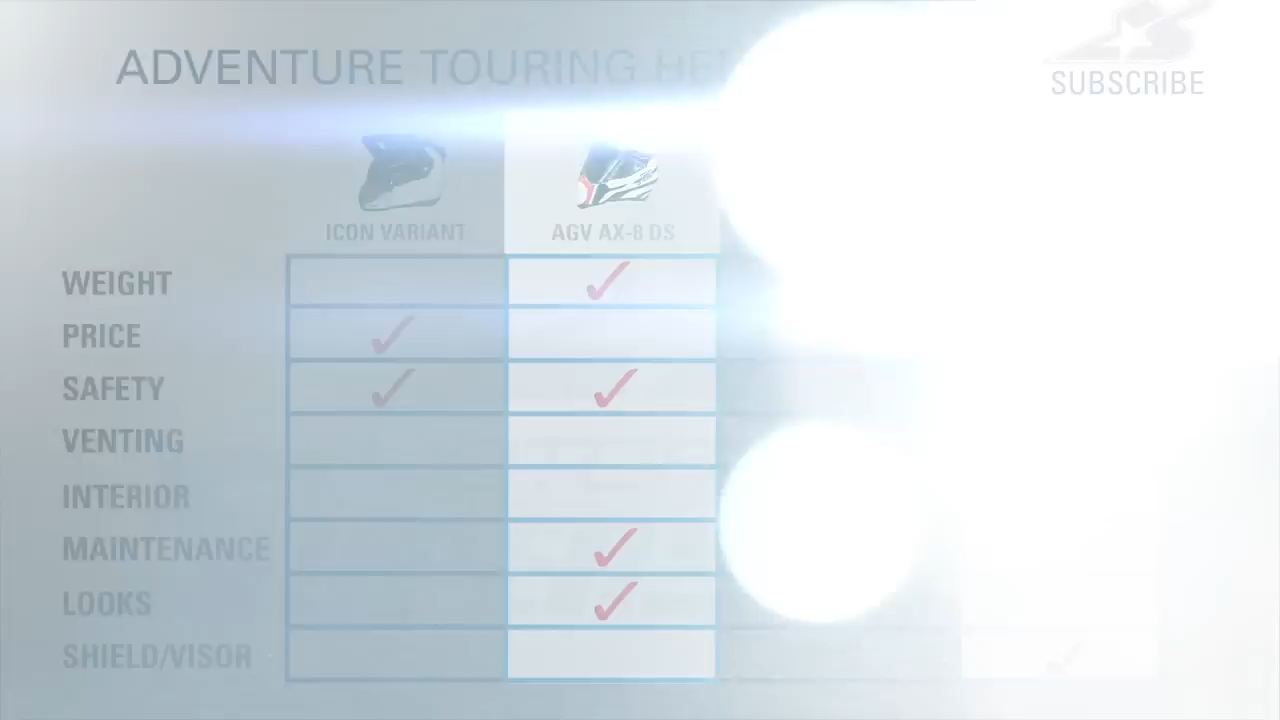 ADVENTURE TOURING
SUBSCRIBE
ICON VARIANT
AGV AX-8 DS
WEIGHT
PRICE
SAFETY
VENTING
INTERIOR
MAINTENANCE
LOOKS
SHIELD/VISOR